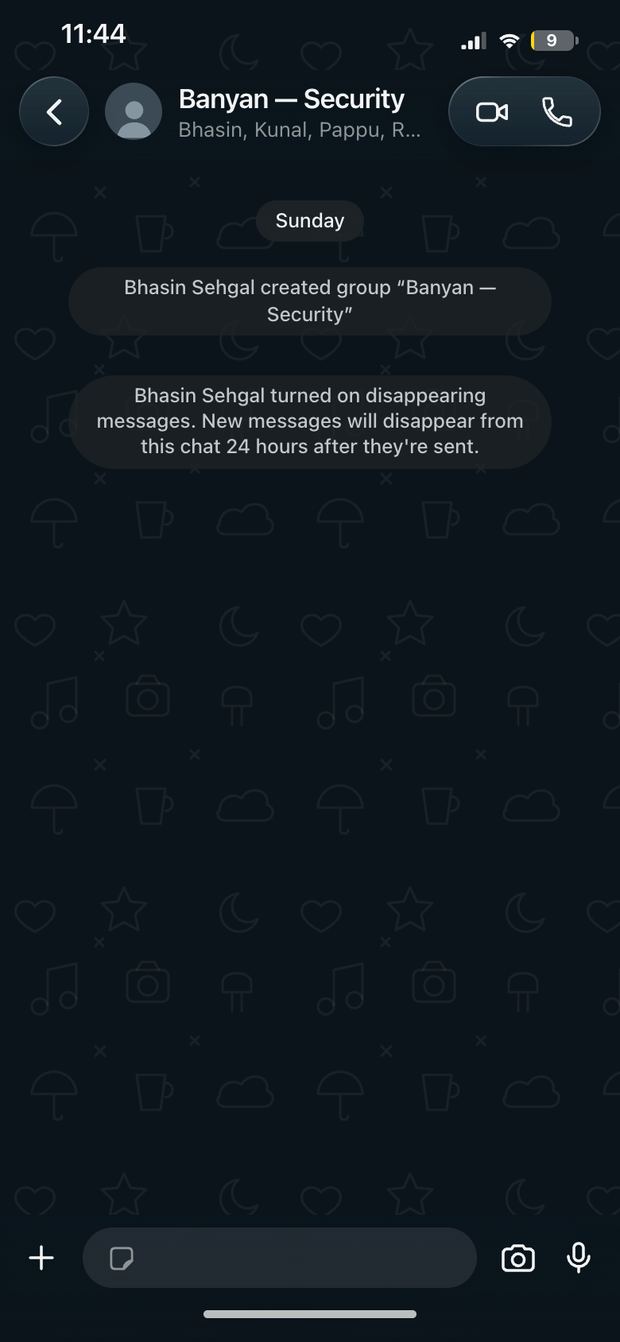 11:44
9
Banyan — Security
Bhasin, Kunal, Pappu, R...
Sunday
Bhasin Sehgal created group “Banyan —
Security”
Bhasin Sehgal turned on disappearing
messages. New messages will disappear from
this chat 24 hours after they're sent.